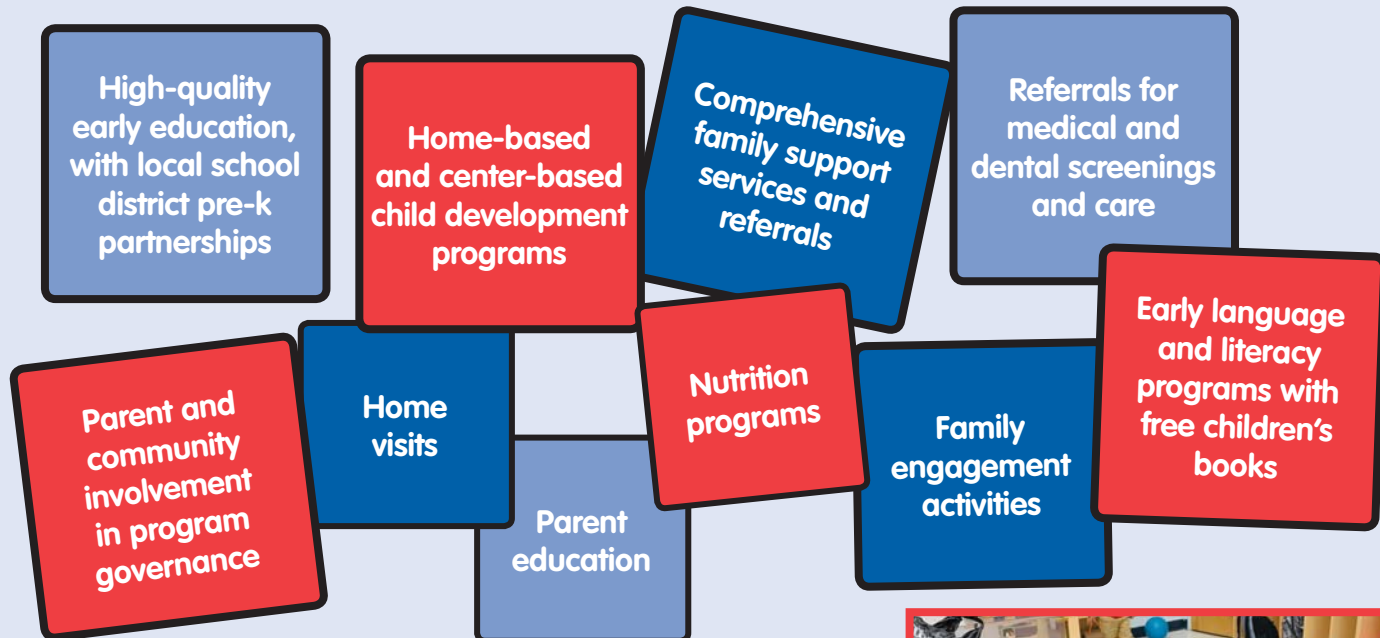 High-quality
early education,
with local school
district pre-k
partnerships
Home-based
and center-based
child development
programs
Comprehensive
family support
services and
referrals
Referrals for
medical and
dental screenings
and care
Parent and
community
involvement
in program
governance
Home
visits
Parent
education
Nutrition
programs
Family
engagement
activities
Early language
and literacy
programs with
free children's
books